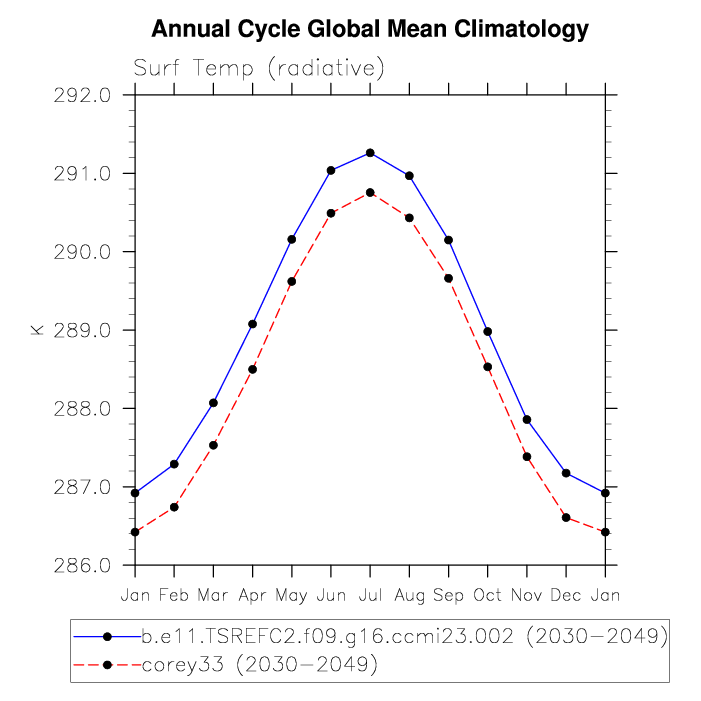 Annual Cycle Global Mean Climatology
Surf Temp (radiative)
292.0
291.0
290.0
289.0
288.0
287.0
286.0
K
Jan Feb Mar Apr May Jun Jul Aug Sep Oct Nov Dec Jan
b.e11.TSREFC2.f09.g16.ccmi23.002 (2030-2049)
corey33 (2030-2049)